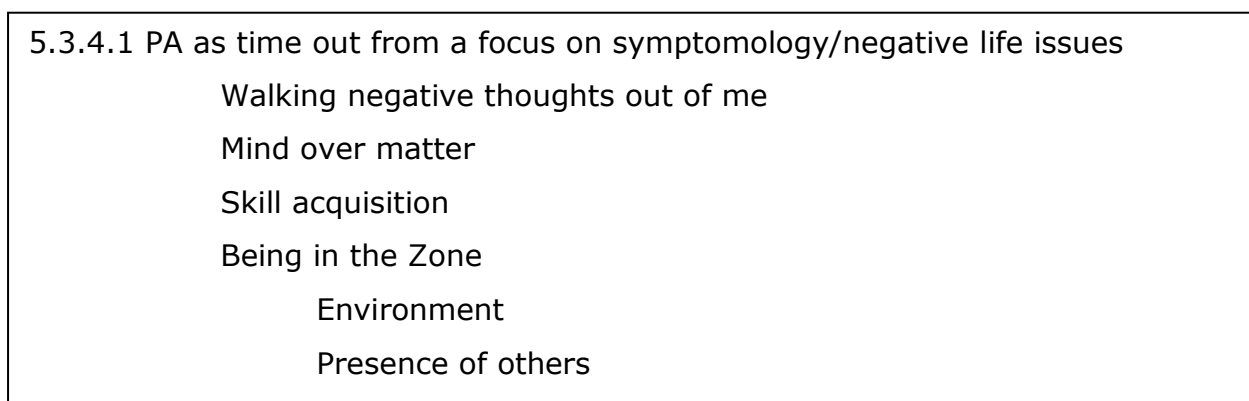 5.3.4.1 PA as time out from a focus on symptomology/negative life issues
Walking negative thoughts out of me
Mind over matter
Skill acquisition
Being in the Zone
Environment
Presence of others